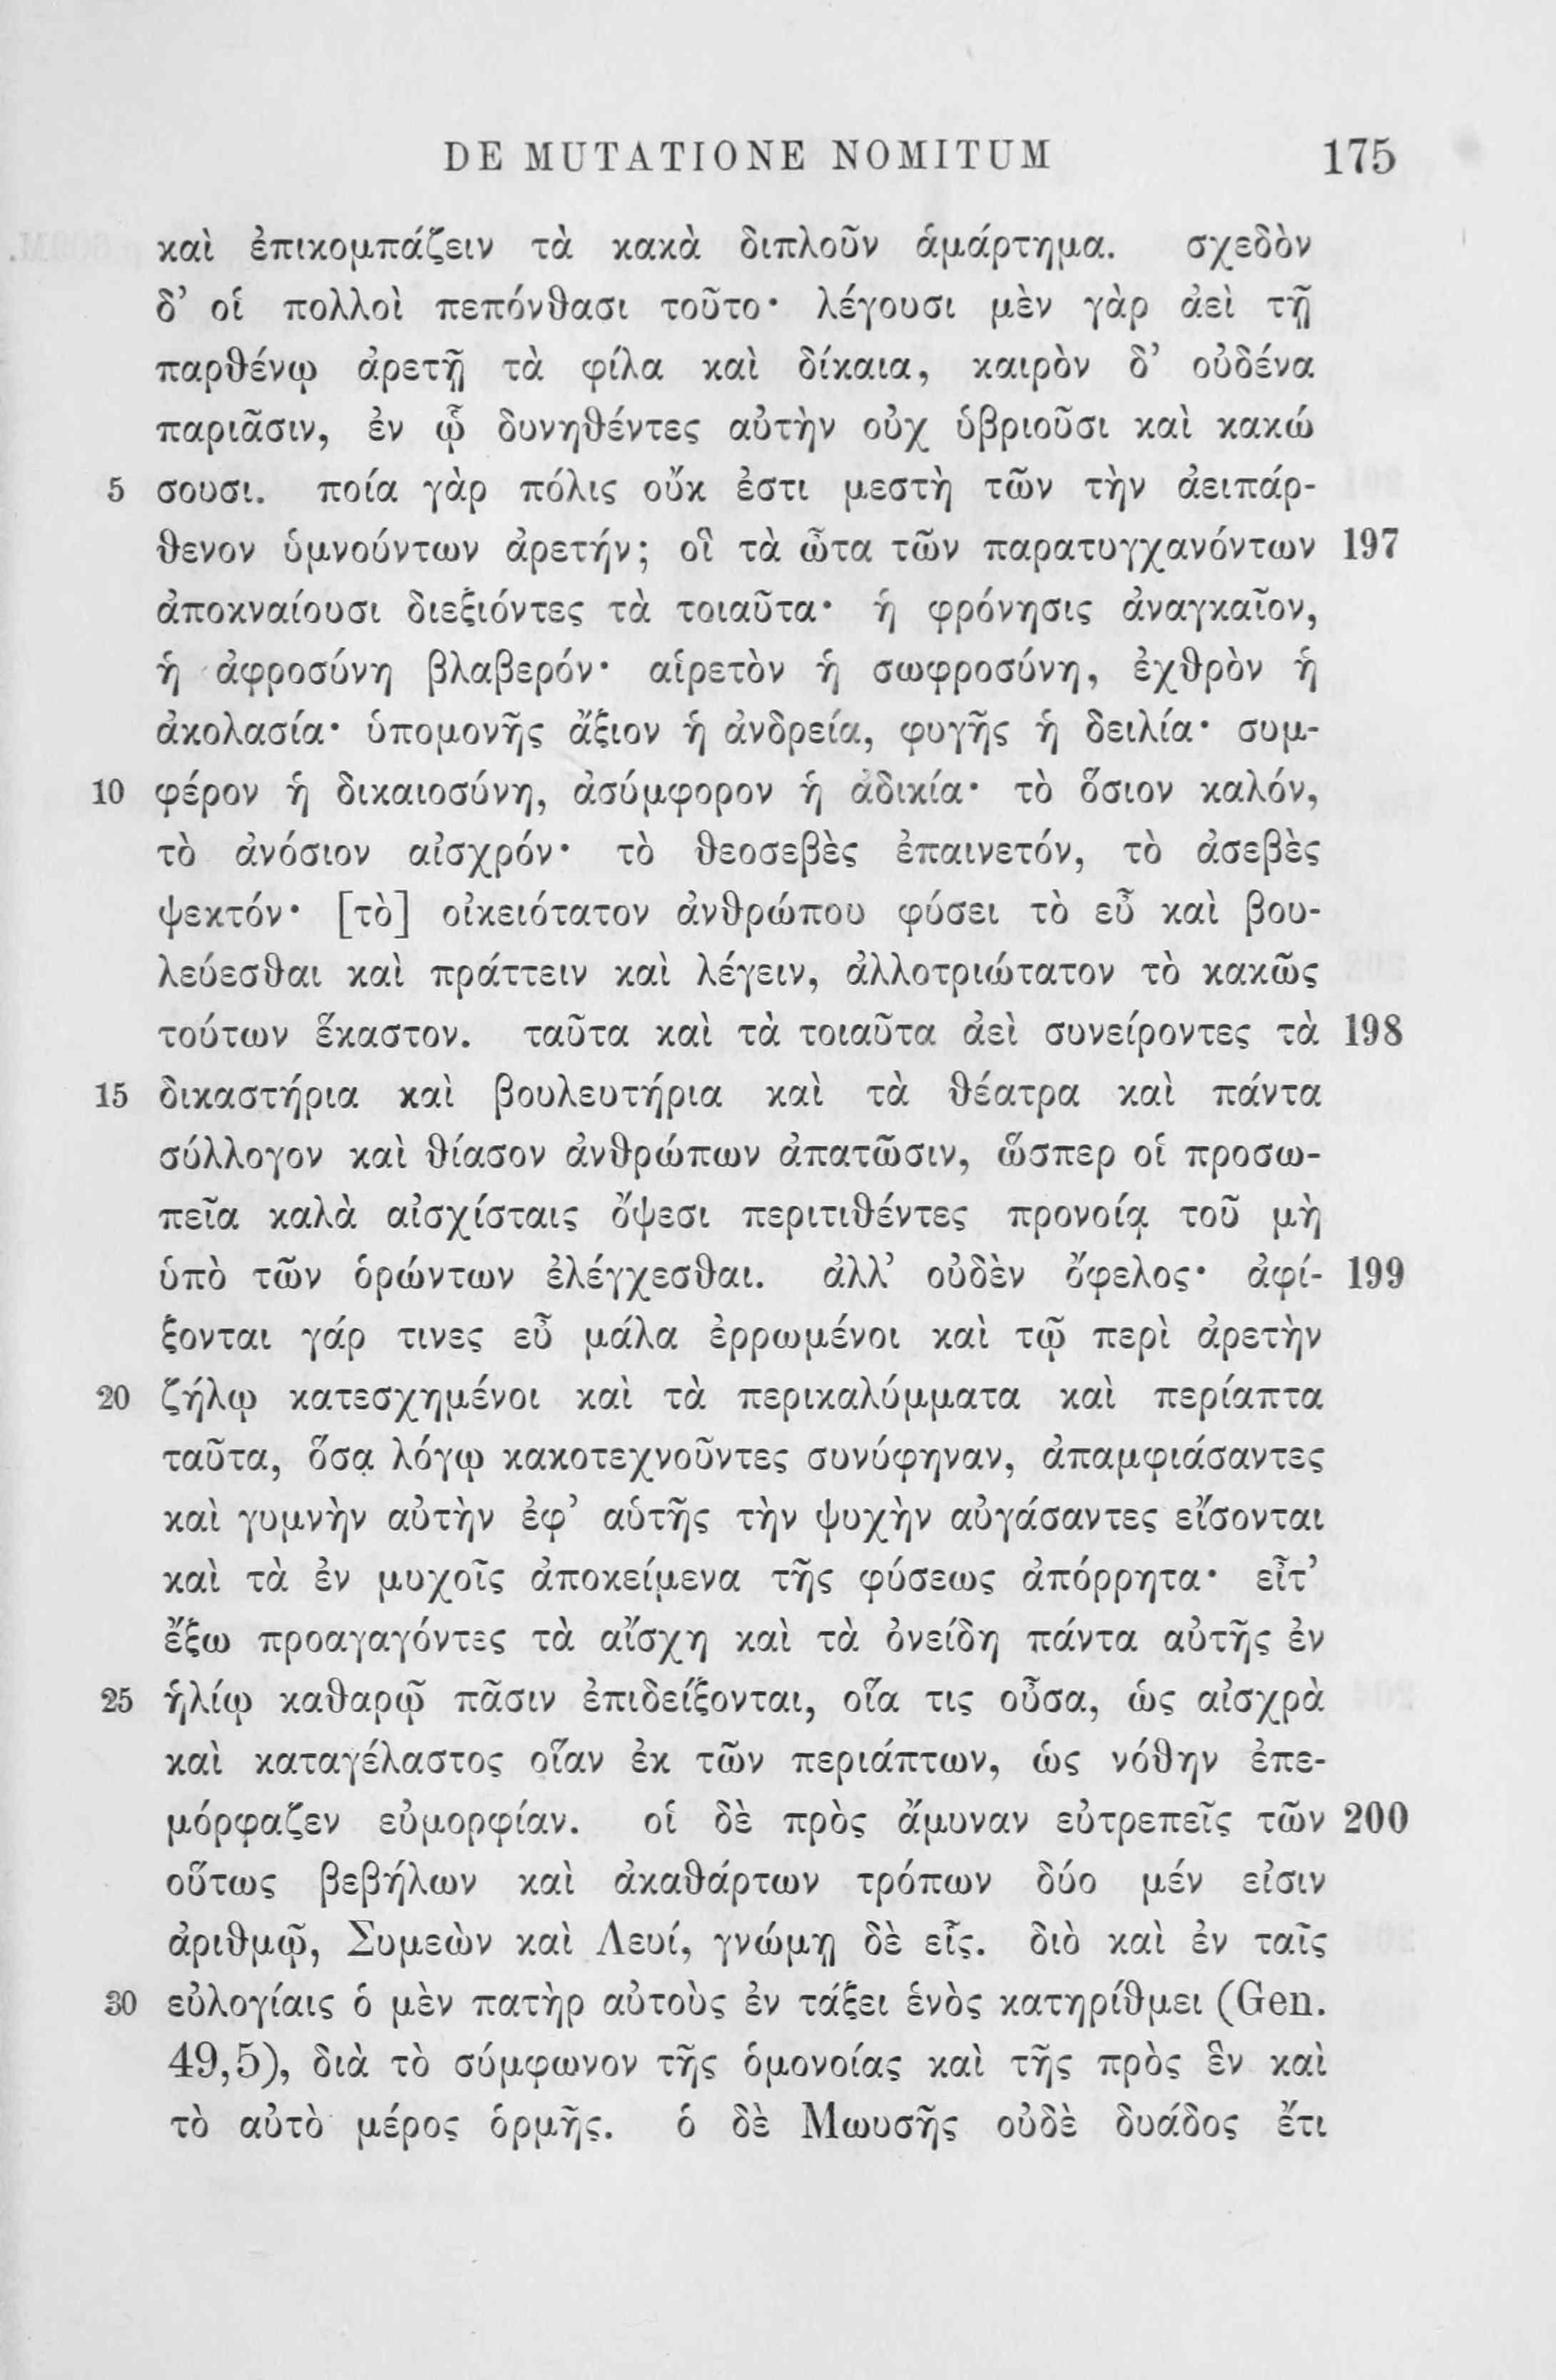 DE MUTATIONE NOMITUM 175
καὶ ἐπικομπάζειν τὰ κακὰ διπλοῦν ἁμάρτημα. σχεδὸν
δ’ οἱ πολλοὶ πεπόνθασι τοῦτο· λέγουσι μὲν γὰρ ἀεὶ τῇ
παρθένῳ ἀρετῇ τὰ φίλα καὶ δίκαια, καιρὸν δ’ οὐδένα
παριᾶσιν, ἐν ᾧ δυνηθέντες αὐτὴν οὐχ ὑβριοῦσι καὶ κακώ
5 σουσι. ποία γὰρ πόλις οὔκ ἐστι μεστὴ τῶν τὴν ἀειπάρ-
θενον ὑμνούντων ἀρετήν; οἳ τὰ ὦτα τῶν παρατυγχανόντων 197
ἀποκναίουσι διεξιόντες τὰ τοιαῦτα· ἡ φρόνησις ἀναγκαῖον,
ἡ ἀφροσύνη βλαβερόν· αἱρετὸν ἡ σωφροσύνη, ἐχθρὸν ἡ
ἀκολασία· ὑπομονῆς ἄξιον ἡ ἀνδρεία, φυγῆς ἡ δειλία· συμ-
10 φέρον ἡ δικαιοσύνη, ἀσύμφορον ἡ ἀδικία· τὸ ὅσιον καλόν,
τὸ ἀνόσιον αἰσχρόν· τὸ θεοσεβὲς ἐπαινετόν, τὸ ἀσεβὲς
ψεκτόν· [τὸ] οἰκειότατον ἀνθρώπου φύσει τὸ εὖ καὶ βου-
λεύεσθαι καὶ πράττειν καὶ λέγειν, ἀλλοτριώτατον τὸ κακῶς
τούτων ἕκαστον. ταῦτα καὶ τὰ τοιαῦτα ἀεὶ συνείροντες τὰ 198
15 δικαστήρια καὶ βουλευτήρια καὶ τὰ θέατρα καὶ πάντα
σύλλογον καὶ θίασον ἀνθρώπων ἀπατῶσιν, ὥσπερ οἱ προσω-
πεῖα καλὰ αἰσχίσταις ὄψεσι περιτιθέντες προνοίᾳ τοῦ μὴ
ὑπὸ τῶν ὁρώντων ἐλέγχεσθαι. ἀλλ’ οὐδὲν ὄφελος· ἀφί- 199
ξονται γάρ τινες εὖ μάλα ἐρρωμένοι καὶ τῷ περὶ ἀρετὴν
20 ζήλῳ κατεσχημένοι καὶ τὰ περικαλύμματα καὶ περίαπτα
ταῦτα, ὅσᾳ λόγῳ κακοτεχνοῦντες συνύφηναν, ἀπαμφιάσαντες
καὶ γυμνὴν αὐτὴν ἐφ’ αὑτῆς τὴν ψυχὴν αὐγάσαντες εἴσονται
καὶ τὰ ἐν μυχοῖς ἀποκείμενα τῆς φύσεως ἀπόρρητα· εἶτ’
ἔξω προαγαγόντες τὰ αἴσχη καὶ τὰ ὀνείδη πάντα αὐτῆς ἐν
25 ἡλίῳ καθαρῷ πᾶσιν ἐπιδείξονται, οἵα τις οὖσα, ὡς αἰσχρὰ
καὶ καταγέλαστος οἵαν ἐκ τῶν περιάπτων, ὡς νόθην ἐπε-
μόρφαζεν εὐμορφίαν. οἱ δὲ πρὸς ἄμυναν εὐτρεπεῖς τῶν 200
οὕτως βεβήλων καὶ ἀκαθάρτων τρόπων δύο μέν εἰσιν
ἀριθμῷ, Συμεὼν καὶ Λευί, γνώμῃ δὲ εἷς. διὸ καὶ ἐν ταῖς
30 εὐλογίαις ὁ μὲν πατὴρ αὐτοὺς ἐν τάξει ἑνὸς κατηρίθμει (Gen.
49,5), διὰ τὸ σύμφωνον τῆς ὁμονοίας καὶ τῆς πρὸς ἓν καὶ
τὸ αὐτὸ μέρος ὁρμῆς. ὁ δὲ Μωυσῆς οὐδὲ δυάδος ἔτι